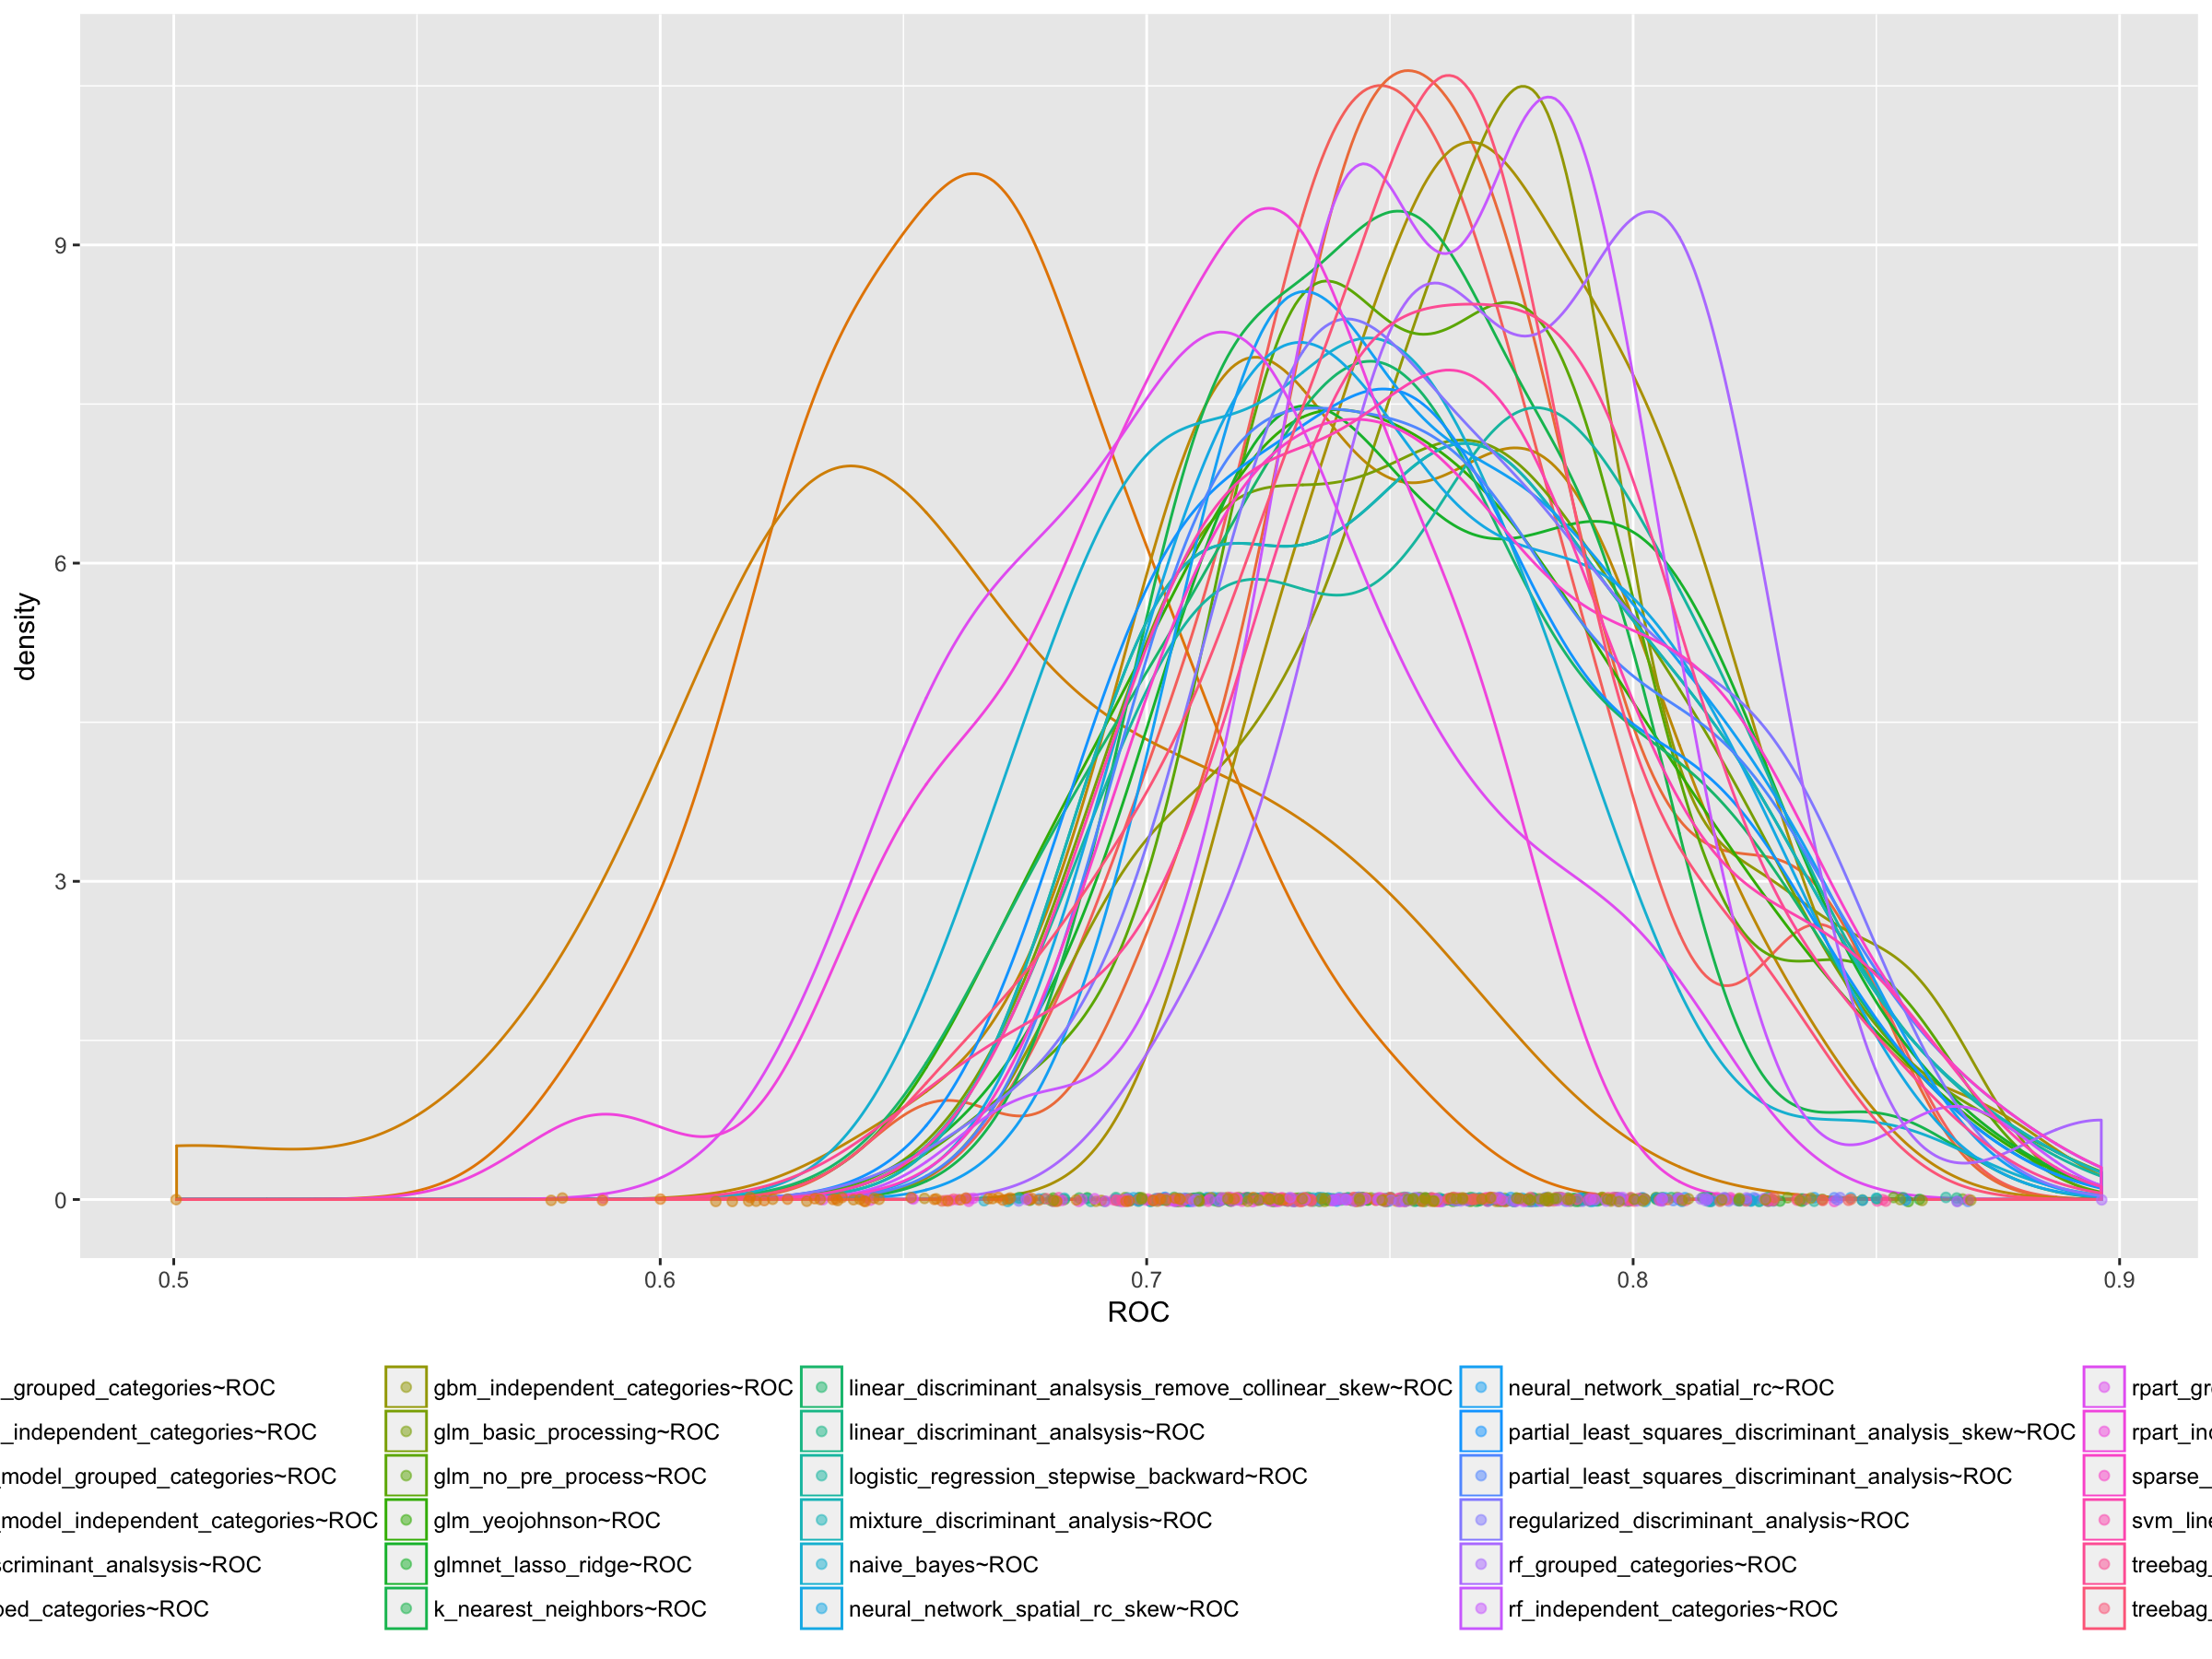 density
9
6
3
0
0.5 0.6 0.7 0.8 0.9
ROC
_grouped_categories~ROC
_independent_categories~ROC
model_grouped_categories~ROC
model_independent_categories~ROC
criminant_analsysis~ROC
ed_categories~ROC
gbm_independent_categories~ROC
glm_basic_processing~ROC
glm_no_pre_process~ROC
glm_yeojohnson~ROC
glmnet_lasso_ridge~ROC
k_nearest_neighbors~ROC
linear_discriminant_analsysis_remove_collinear_skew~ROC
linear_discriminant_analsysis~ROC
logistic_regression_stepwise_backward~ROC
mixture_discriminant_analysis~ROC
naive_bayes~ROC
neural_network_spatial_rc_skew~ROC
neural_network_spatial_rc~ROC
partial_least_squares_discriminant_analysis_skew~ROC
partial_least_squares_discriminant_analysis~ROC
regularized_discriminant_analysis~ROC
rf_grouped_categories~ROC
rf_independent_categories~ROC
rpart_gr
rpart_in
sparse_
svm_line
treebag_
treebag_